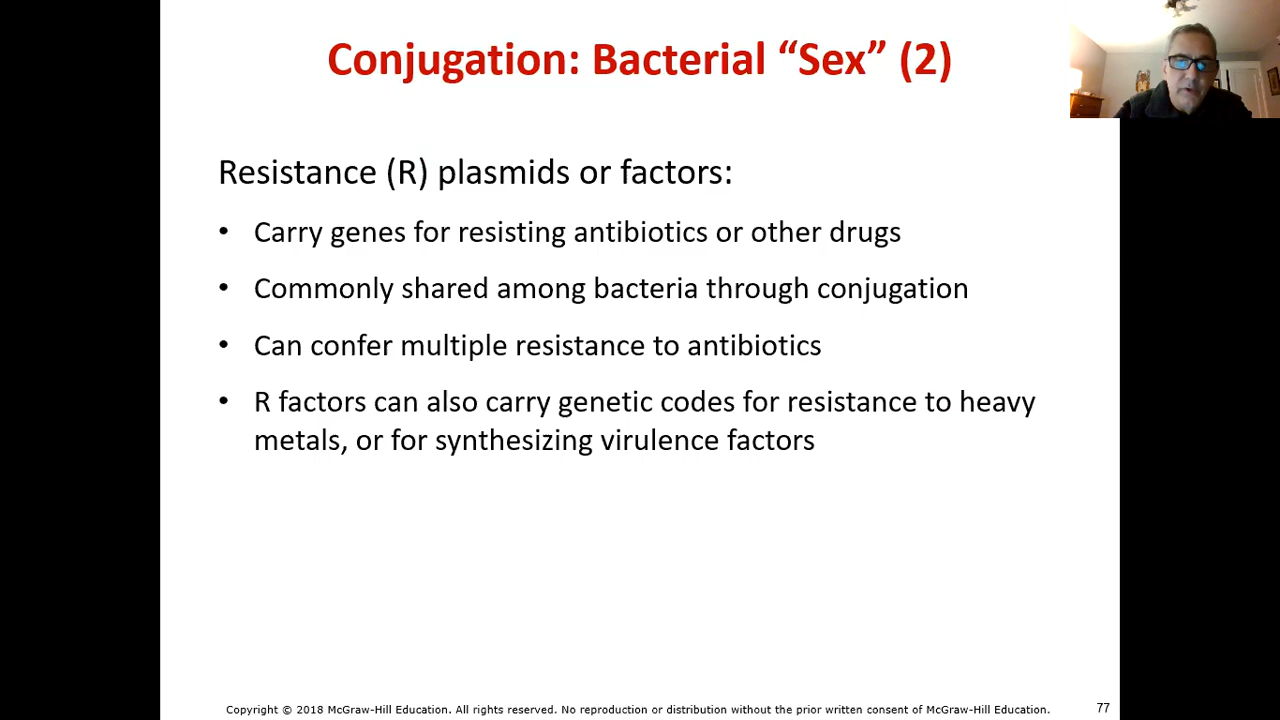 Conjugation: Bacterial “Sex” (2)
Resistance (R) plasmids or factors:
• Carry genes for resisting antibiotics or other drugs
• Commonly shared among bacteria through conjugation
• Can confer multiple resistance to antibiotics
• R factors can also carry genetic codes for resistance to heavy
metals, or for synthesizing virulence factors
Copyright © 2018 McGraw-Hill Education. All rights reserved. No reproduction or distribution without the prior written consent of McGraw-Hill Education.
77